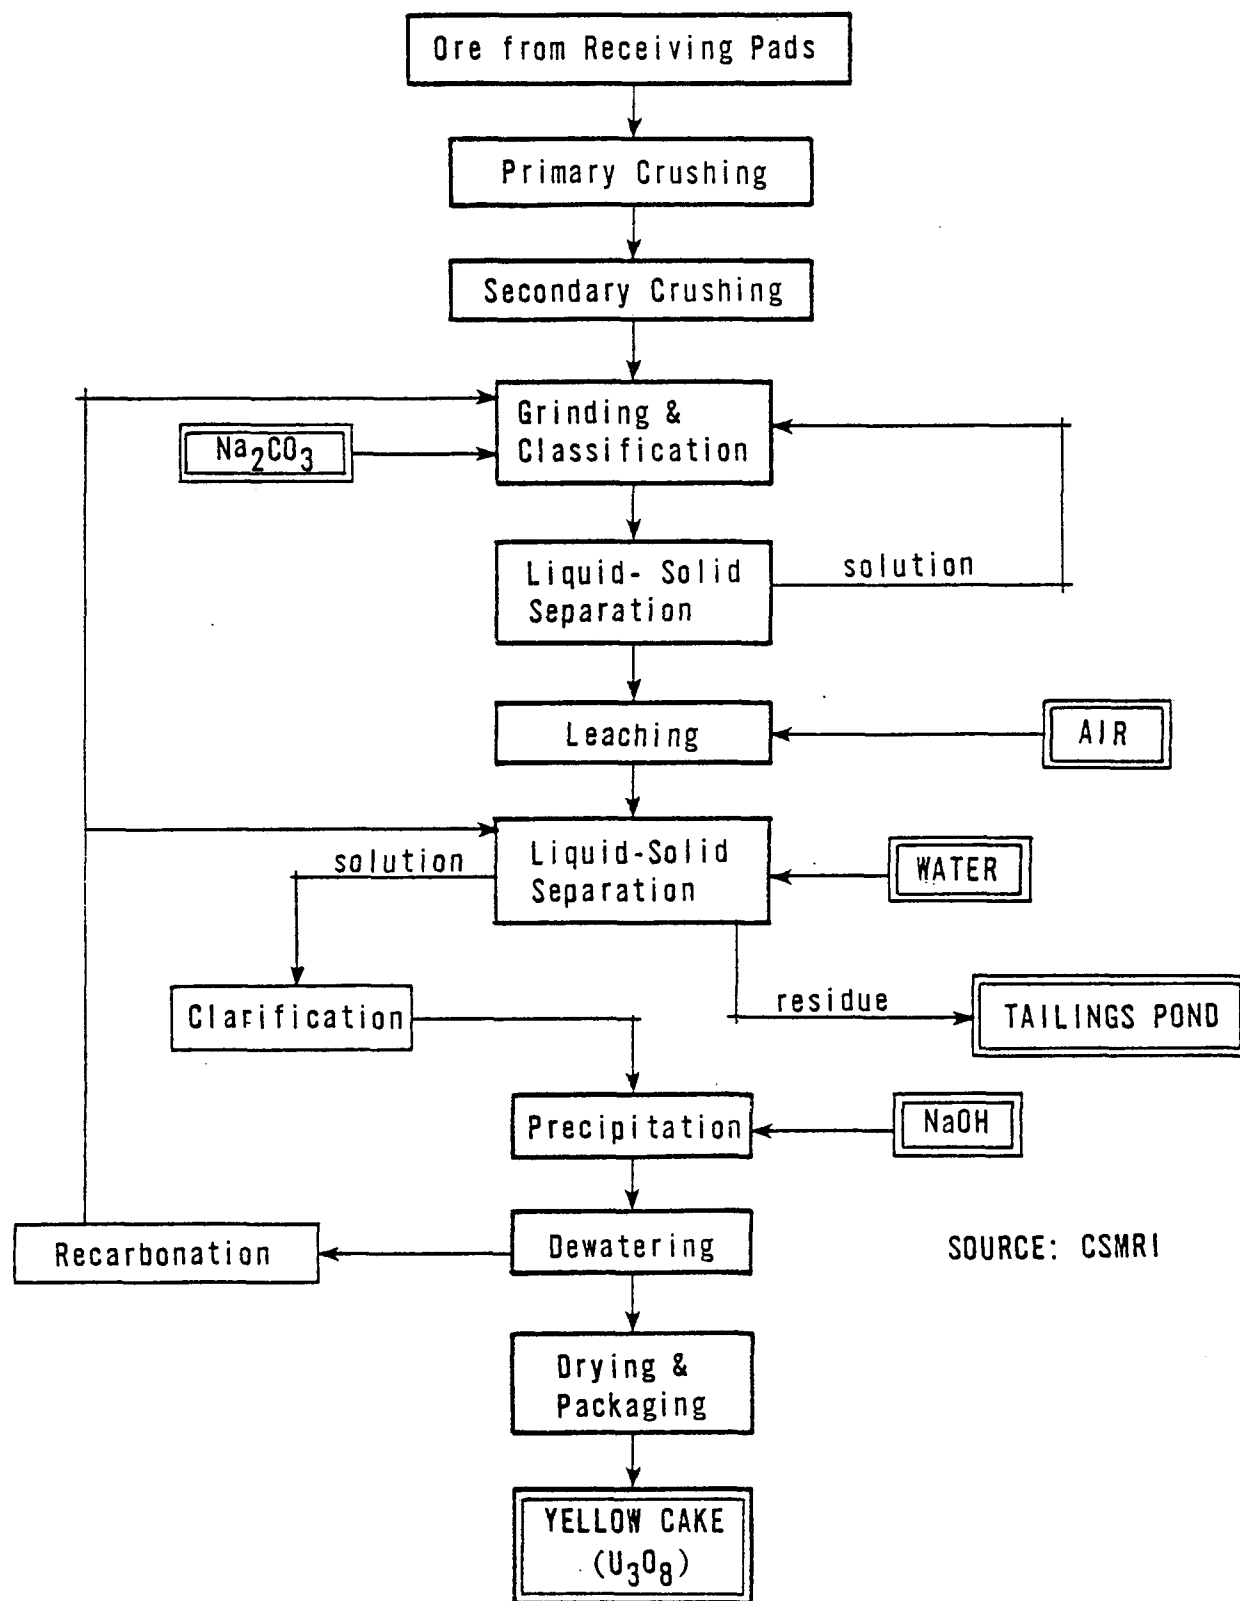 Ore from Receiving Pads
Primary Crushing
Secondary Crushing
Grinding &
Classification
Na₂CO₃
Liquid- Solid
Separation
solution
Leaching
AIR
Liquid-Solid
Separation
solution
WATER
Clarification
residue
TAILINGS POND
Precipitation
NaOH
Dewatering
Recarbonation
SOURCE: CSMRI
Drying &
Packaging
YELLOW CAKE
(U₃O₈)